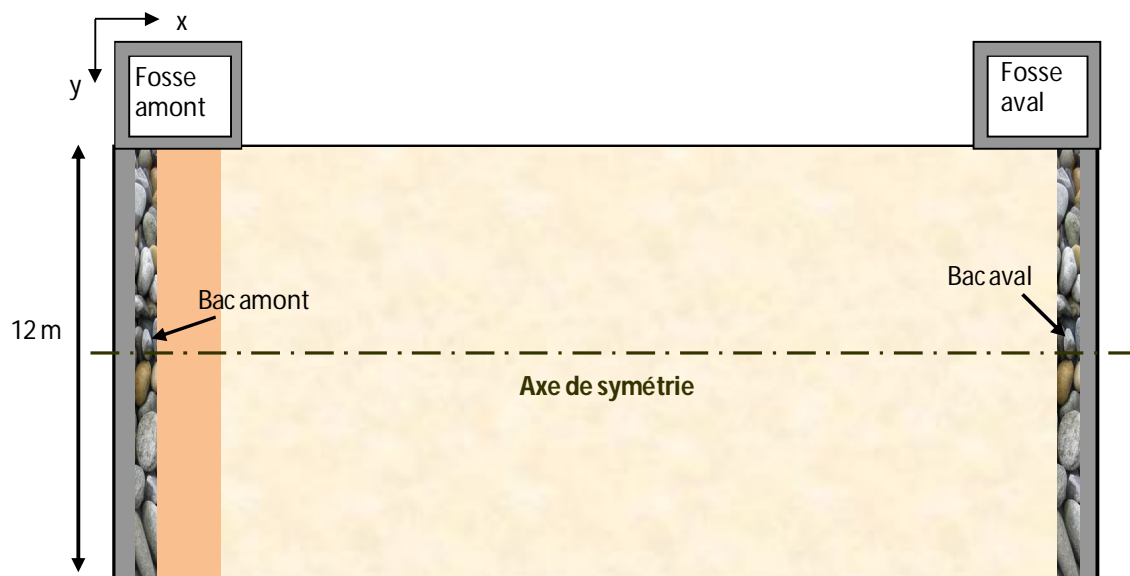 x
y
Fosse
amont
Fosse
aval
Bac amont
Bac aval
12 m
Axe de symétrie